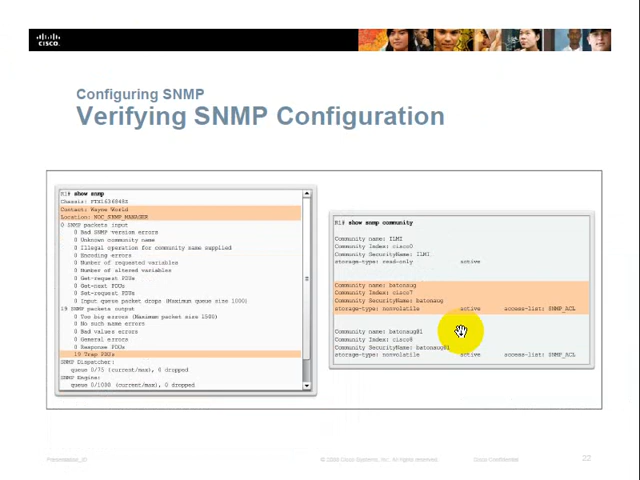 CISCO.
Configuring SNMP
Verifying SNMP Configuration
R1# show snmp
Chassis: FTX1636848Z
Contact: Wayne World
Location: NOC_SNMP_MANAGER
0 SNMP packets input
0 Bad SNMP version errors
0 Unknown community name
0 Illegal operation for community name supplied
0 Encoding errors
0 Number of requested variables
0 Number of altered variables
0 Get-request PDUs
0 Get-next PDUs
0 Set-request PDUs
0 Input queue packet drops (Maximum queue size 1000)
19 SNMP packets output
0 Too big errors (Maximum packet size 1500)
0 No such name errors
0 Bad values errors
0 General errors
0 Response PDUs
19 Trap PDUs
SNMP Dispatcher:
queue 0/75 (current/max), 0 dropped
SNMP Engine:
queue 0/1000 (current/max), 0 dropped
R1# show snmp community
Community name: ILMI
Community Index: cisco0
Community SecurityName: ILMI
storage-type: read-only active
Community name: batonaug
Community Index: cisco7
Community SecurityName: batonaug
storage-type: nonvolatile active access-list: SNMP_ACL
Community name: batonaug@1
Community Index: cisco8
Community SecurityName: batonaug@1
storage-type: nonvolatile active access-list: SNMP_ACL
Presentation_ID
© 2008 Cisco Systems, Inc. All rights reserved.
Cisco Confidential
22